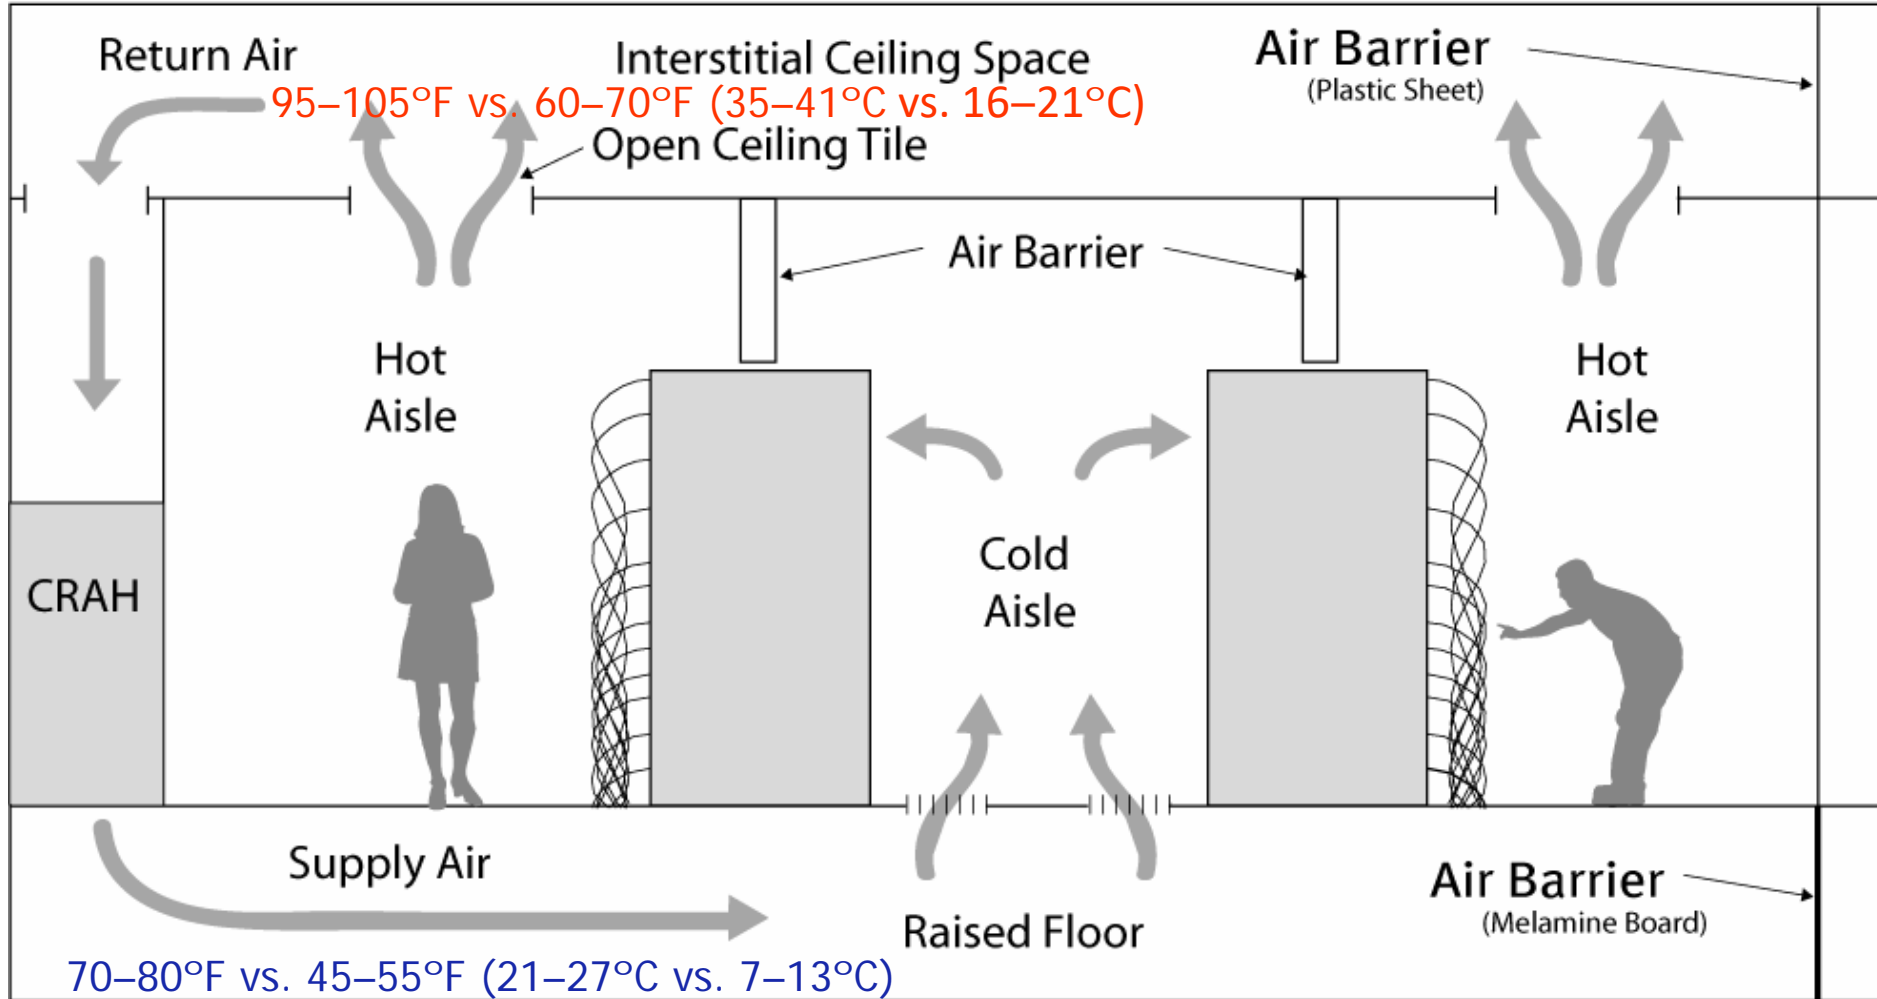 Return Air
Interstitial Ceiling Space
Air Barrier
(Plastic Sheet)
95–105°F vs. 60–70°F (35–41°C vs. 16–21°C)
Open Ceiling Tile
Air Barrier
Hot
Aisle
Hot
Aisle
Cold
Aisle
CRAH
Supply Air
Raised Floor
Air Barrier
(Melamine Board)
70–80°F vs. 45–55°F (21–27°C vs. 7–13°C)